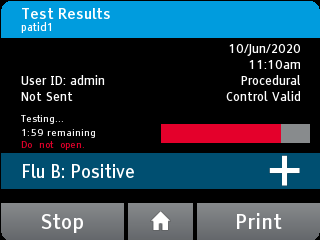 Test Results
patid1
10/Jun/2020
11:10am
User ID: admin
Procedural
Not Sent
Control Valid
Testing...
1:59 remaining
Do not open
Flu B: Positive
Stop
Print